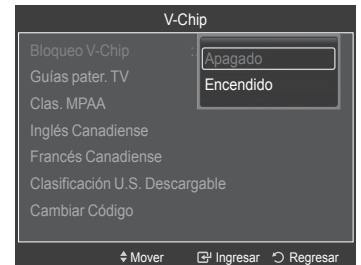 V-Chip
Bloqueo V-Chip : Apagado
Encendido
Guías pater. TV
Clas. MPAA
Inglés Canadiense
Francés Canadiense
Clasificación U.S. Descargable
Cambiar Código
Mover Ingresar Regresar